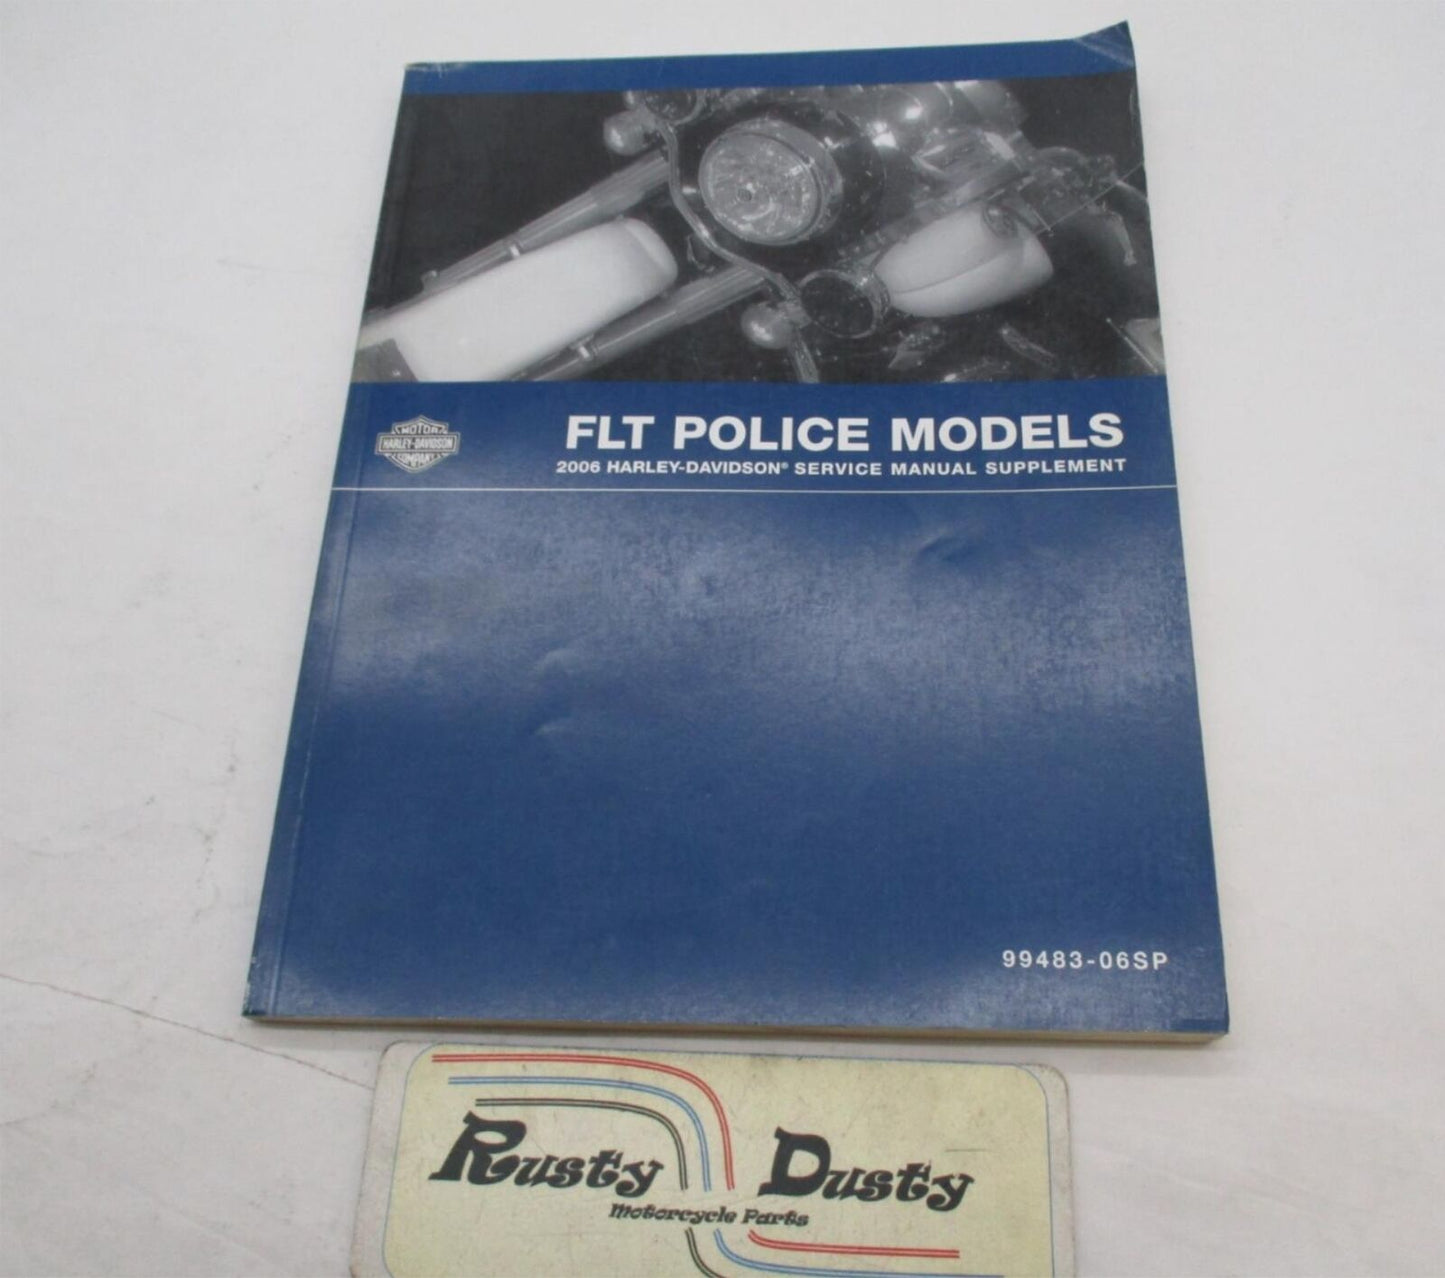 FLT POLICE MODELS
2006 HARLEY-DAVIDSON® SERVICE MANUAL SUPPLEMENT
MOTOR
HARLEY-DAVIDSON
COMPANY
99483-06SP
Rusty Dusty
Motorcycle Parts